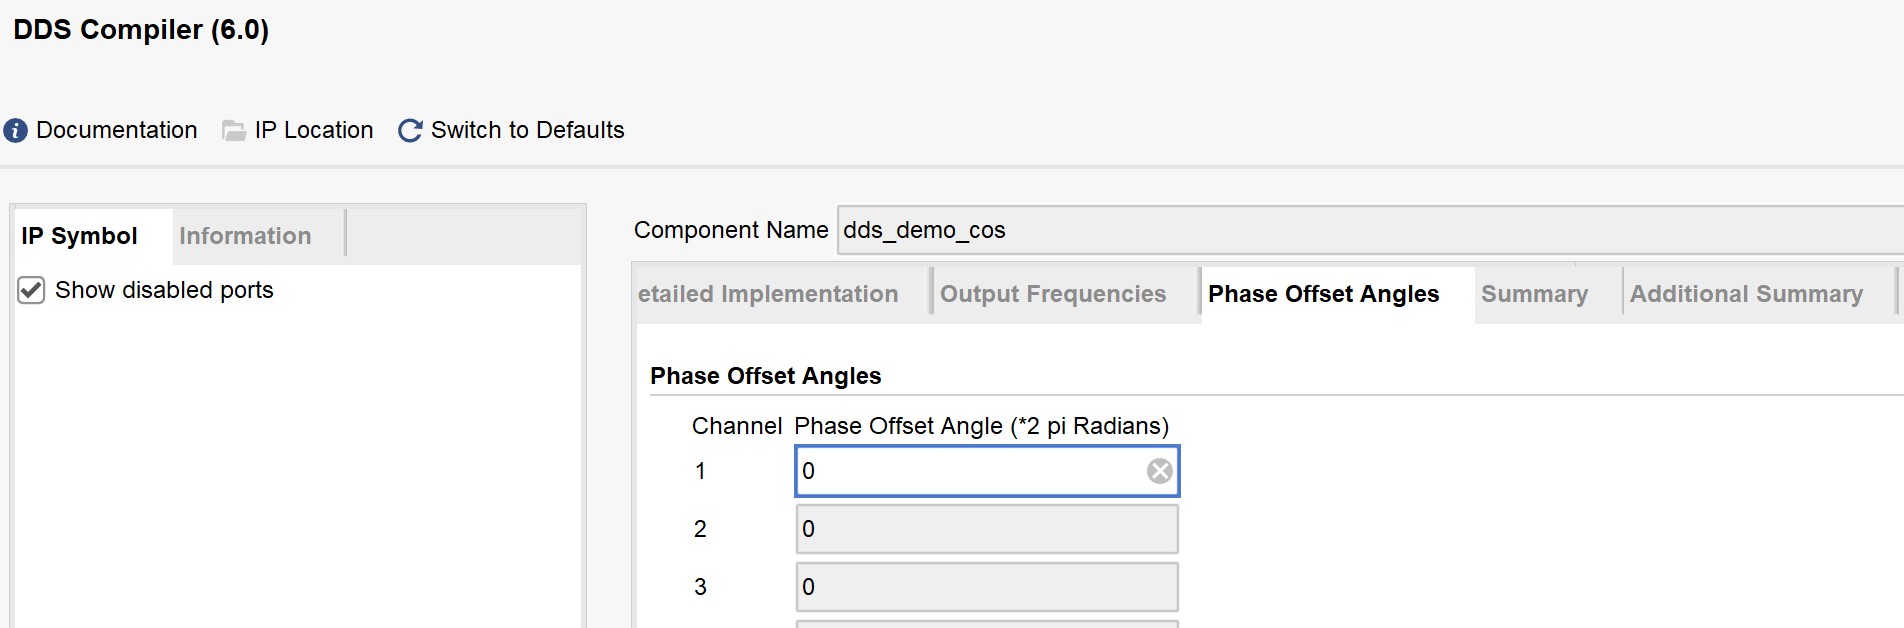 DDS Compiler (6.0)
Documentation IP Location Switch to Defaults
IP Symbol Information
Show disabled ports
Component Name dds_demo_cos
etailed Implementation Output Frequencies Phase Offset Angles Summary Additional Summary
Phase Offset Angles
Channel Phase Offset Angle (*2 pi Radians)
1 0
2 0
3 0